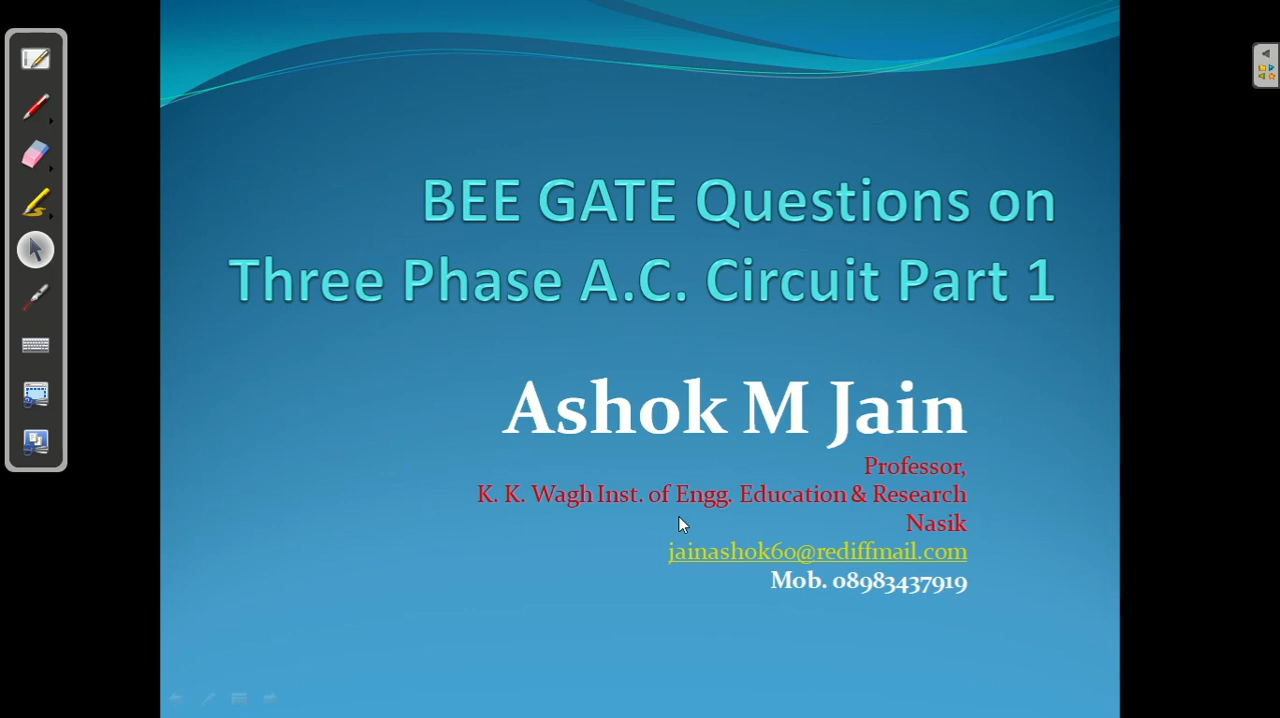 BEE GATE Questions on
Three Phase A.C. Circuit Part 1
Ashok M Jain
Professor,
K. K. Wagh Inst. of Engg. Education & Research
Nasik
jainashok60@rediffmail.com
Mob. 08983437919